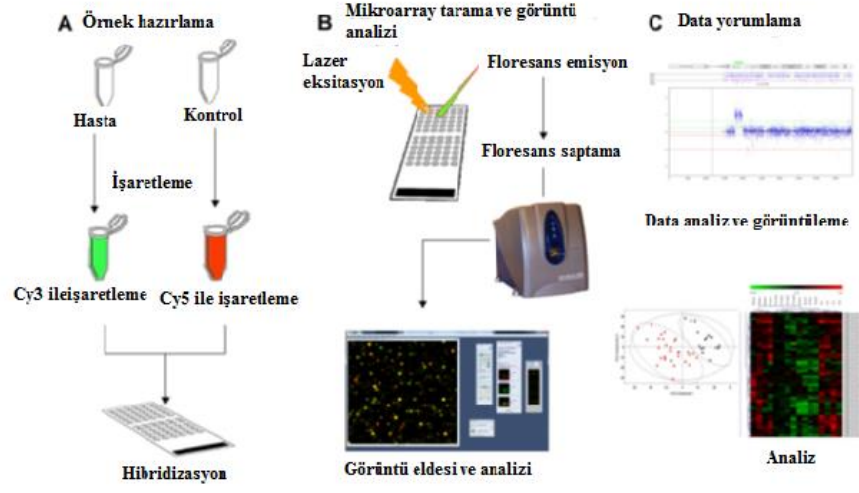 A Örnek hazırlama
Hasta
Kontrol
İşaretleme
Cy3 ileişaretleme
Cy5 ile işaretleme
Hibridizasyon
B Mikroarray tarama ve görüntü
analizi
Lazer
eksitasyon
Floresans emisyon
Floresans saptama
Görüntü eldesi ve analizi
C Data yorumlama
Data analiz ve görüntüleme
Analiz